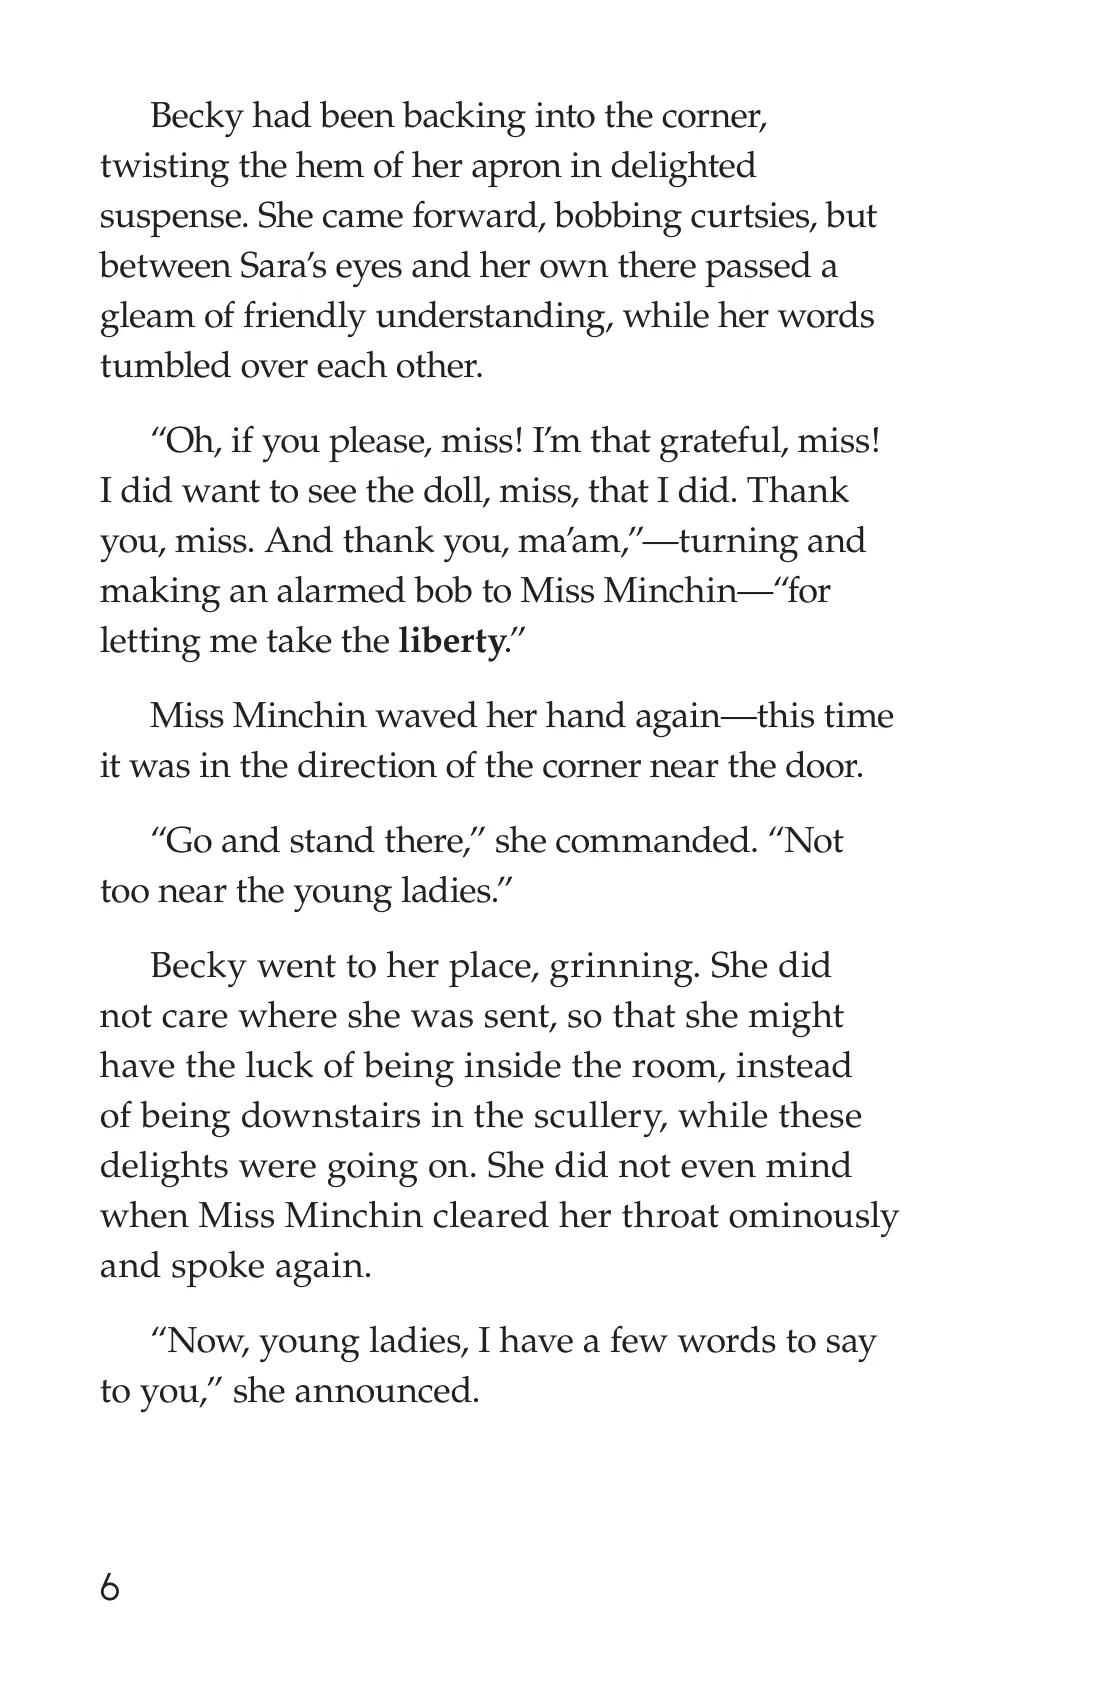 Becky had been backing into the corner,
twisting the hem of her apron in delighted
suspense. She came forward, bobbing curtsies, but
between Sara’s eyes and her own there passed a
gleam of friendly understanding, while her words
tumbled over each other.
“Oh, if you please, miss! I’m that grateful, miss!
I did want to see the doll, miss, that I did. Thank
you, miss. And thank you, ma’am,”—turning and
making an alarmed bob to Miss Minchin—“for
letting me take the liberty.”
Miss Minchin waved her hand again—this time
it was in the direction of the corner near the door.
“Go and stand there,” she commanded. “Not
too near the young ladies.”
Becky went to her place, grinning. She did
not care where she was sent, so that she might
have the luck of being inside the room, instead
of being downstairs in the scullery, while these
delights were going on. She did not even mind
when Miss Minchin cleared her throat ominously
and spoke again.
“Now, young ladies, I have a few words to say
to you,” she announced.
6